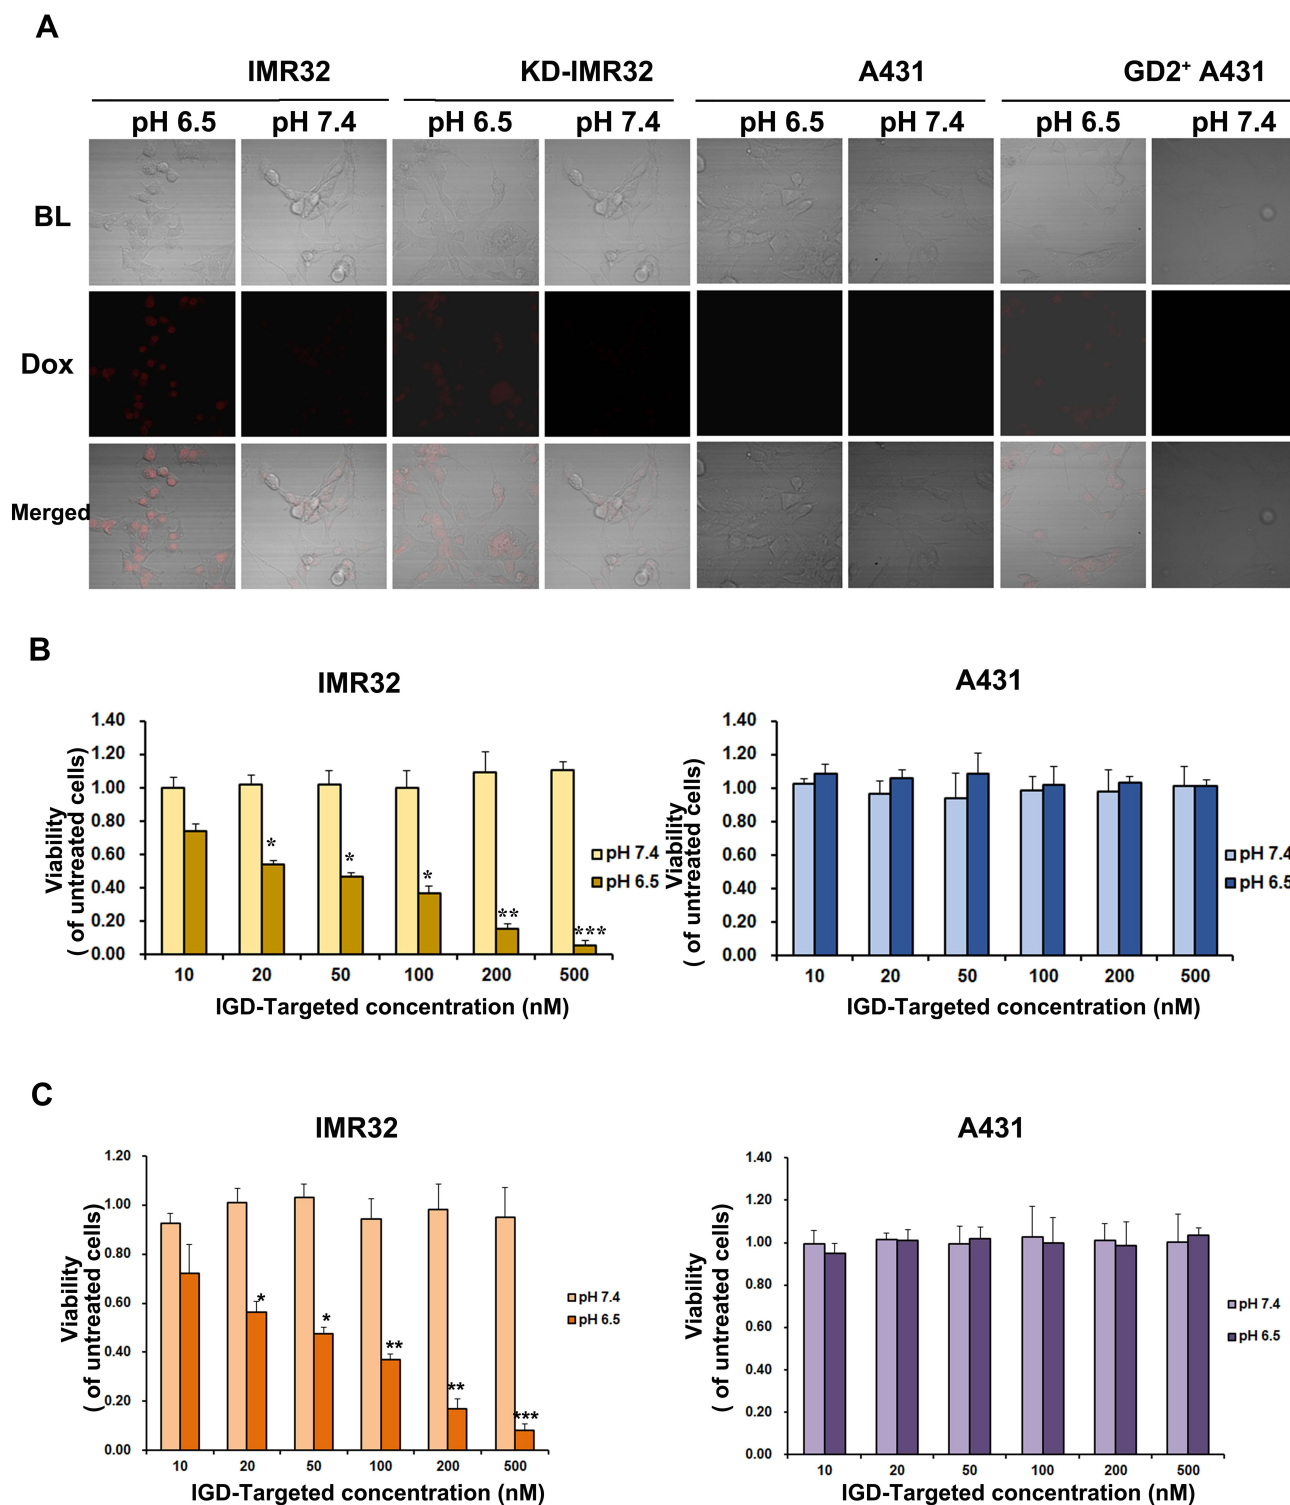 A
IMR32 KD-IMR32 A431 GD2⁺ A431
pH 6.5 pH 7.4 pH 6.5 pH 7.4 pH 6.5 pH 7.4 pH 6.5 pH 7.4
BL
Dox
Merged
B
IMR32
1.40
1.20
1.00
0.80
0.60
0.40
0.20
0.00
Viability
( of untreated cells)
* * * ** ***
pH 7.4
pH 6.5
10 20 50 100 200 500
IGD-Targeted concentration (nM)
A431
1.40
1.20
1.00
0.80
0.60
0.40
0.20
0.00
Viability
( of untreated cells)
pH 7.4
pH 6.5
10 20 50 100 200 500
IGD-Targeted concentration (nM)
C
IMR32
1.20
1.00
0.80
0.60
0.40
0.20
0.00
Viability
( of untreated cells)
* * ** ** ***
pH 7.4
pH 6.5
10 20 50 100 200 500
IGD-Targeted concentration (nM)
A431
1.40
1.20
1.00
0.80
0.60
0.40
0.20
0.00
Viability
( of untreated cells)
pH 7.4
pH 6.5
10 20 50 100 200 500
IGD-Targeted concentration (nM)